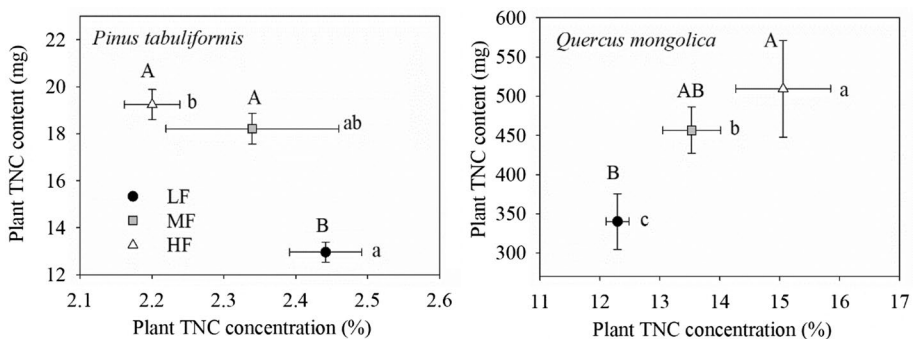 Pinus tabuliformis
Plant TNC content (mg)
22
20
18
16
14
12
A
b
A
ab
B
a
LF
MF
HF
2.1 2.2 2.3 2.4 2.5 2.6
Plant TNC concentration (%)
Quercus mongolica
Plant TNC content (mg)
600
550
500
450
400
350
300
A
a
AB
b
B
c
11 12 13 14 15 16 17
Plant TNC concentration (%)